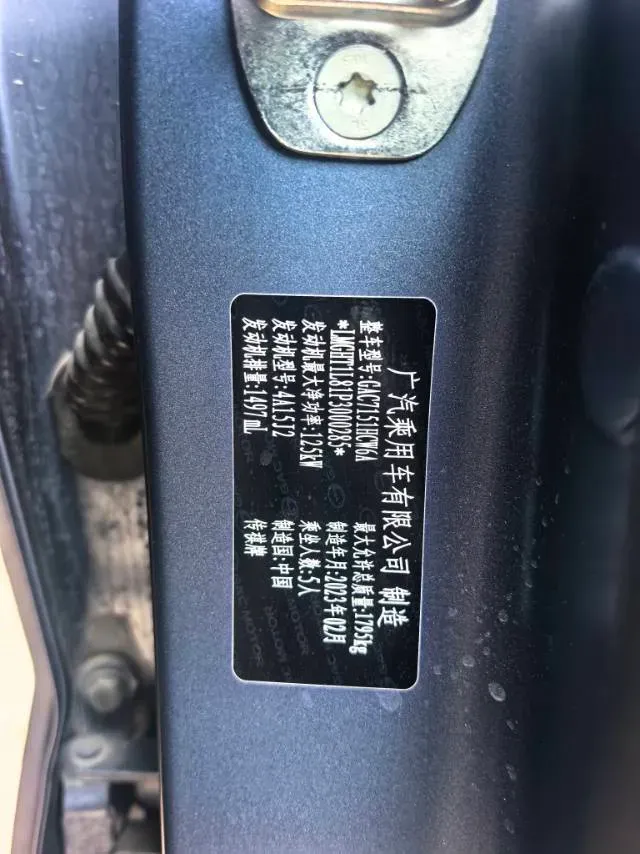 广汽乘用车有限公司 制造
整车型号:GAC7151HCW6A 最大允许总质量:1795kg
*LMGHT1L81P3000285* 制造年月:2023年02月
发动机最大净功率:125kW 乘坐人数:5人
发动机型号:4A15J2 制造国:中国
发动机排量:1497mL 传祺牌